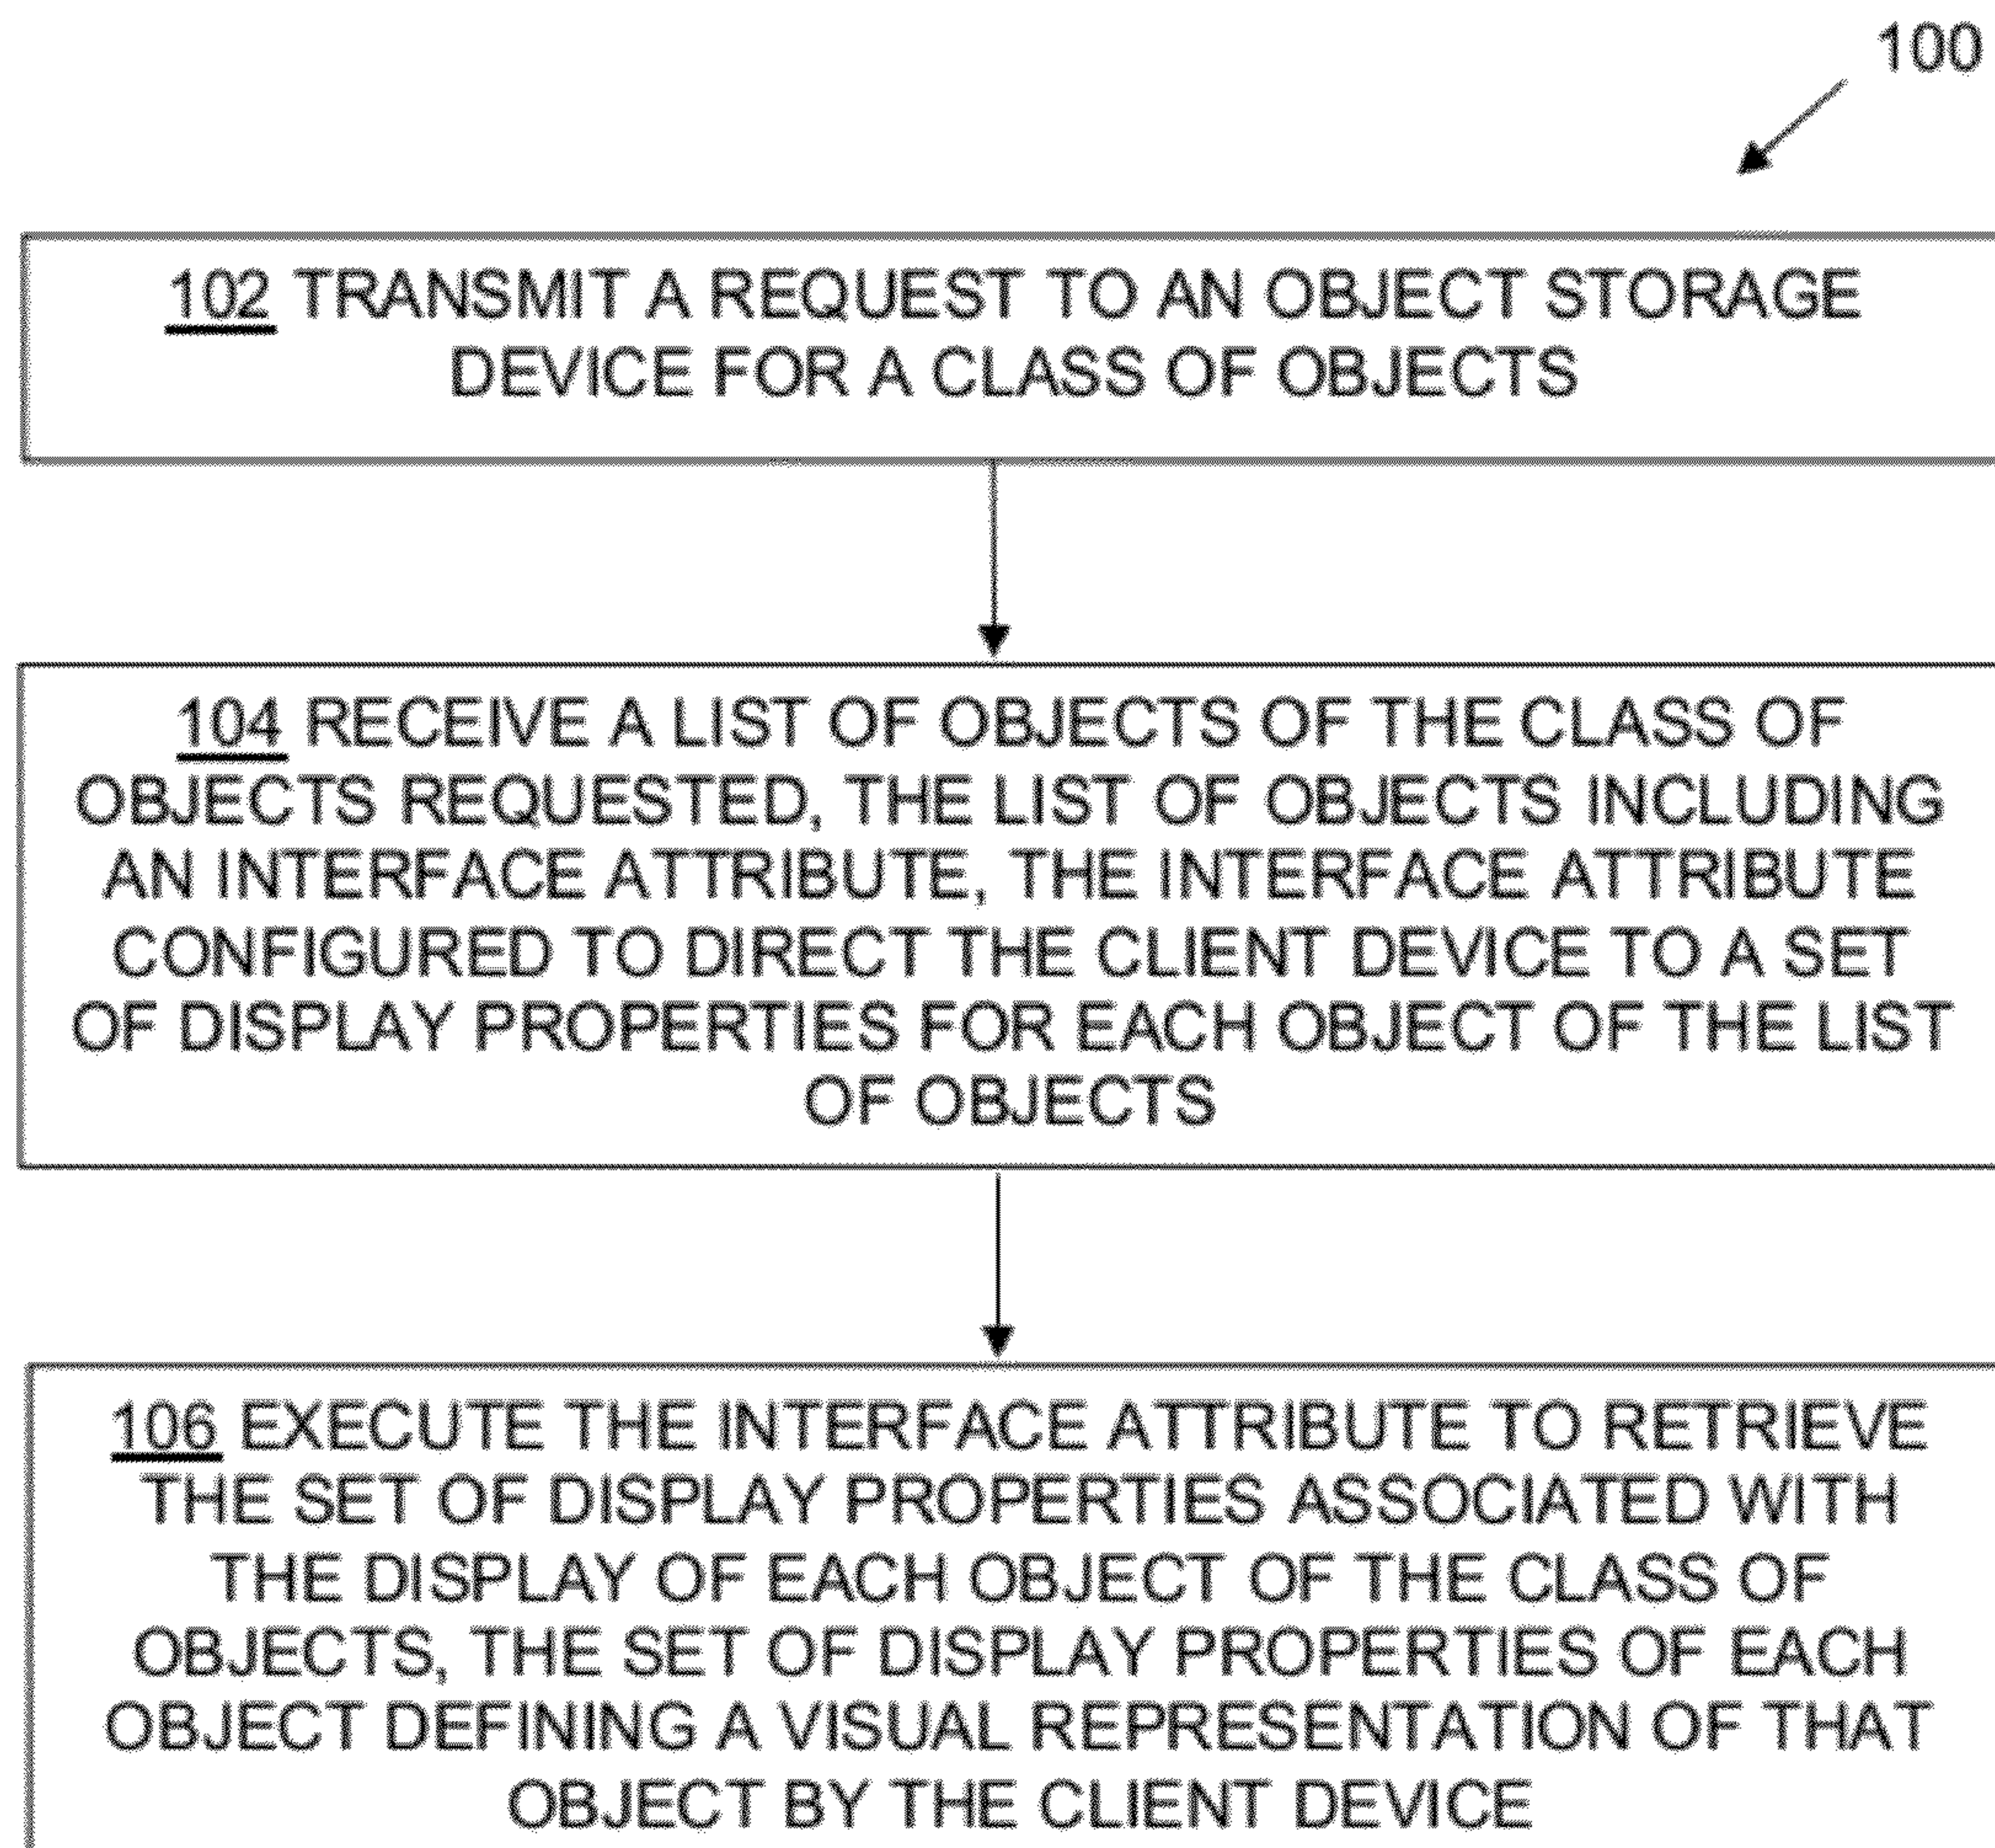 100
102 TRANSMIT A REQUEST TO AN OBJECT STORAGE
DEVICE FOR A CLASS OF OBJECTS
104 RECEIVE A LIST OF OBJECTS OF THE CLASS OF
OBJECTS REQUESTED, THE LIST OF OBJECTS INCLUDING
AN INTERFACE ATTRIBUTE, THE INTERFACE ATTRIBUTE
CONFIGURED TO DIRECT THE CLIENT DEVICE TO A SET
OF DISPLAY PROPERTIES FOR EACH OBJECT OF THE LIST
OF OBJECTS
106 EXECUTE THE INTERFACE ATTRIBUTE TO RETRIEVE
THE SET OF DISPLAY PROPERTIES ASSOCIATED WITH
THE DISPLAY OF EACH OBJECT OF THE CLASS OF
OBJECTS, THE SET OF DISPLAY PROPERTIES OF EACH
OBJECT DEFINING A VISUAL REPRESENTATION OF THAT
OBJECT BY THE CLIENT DEVICE